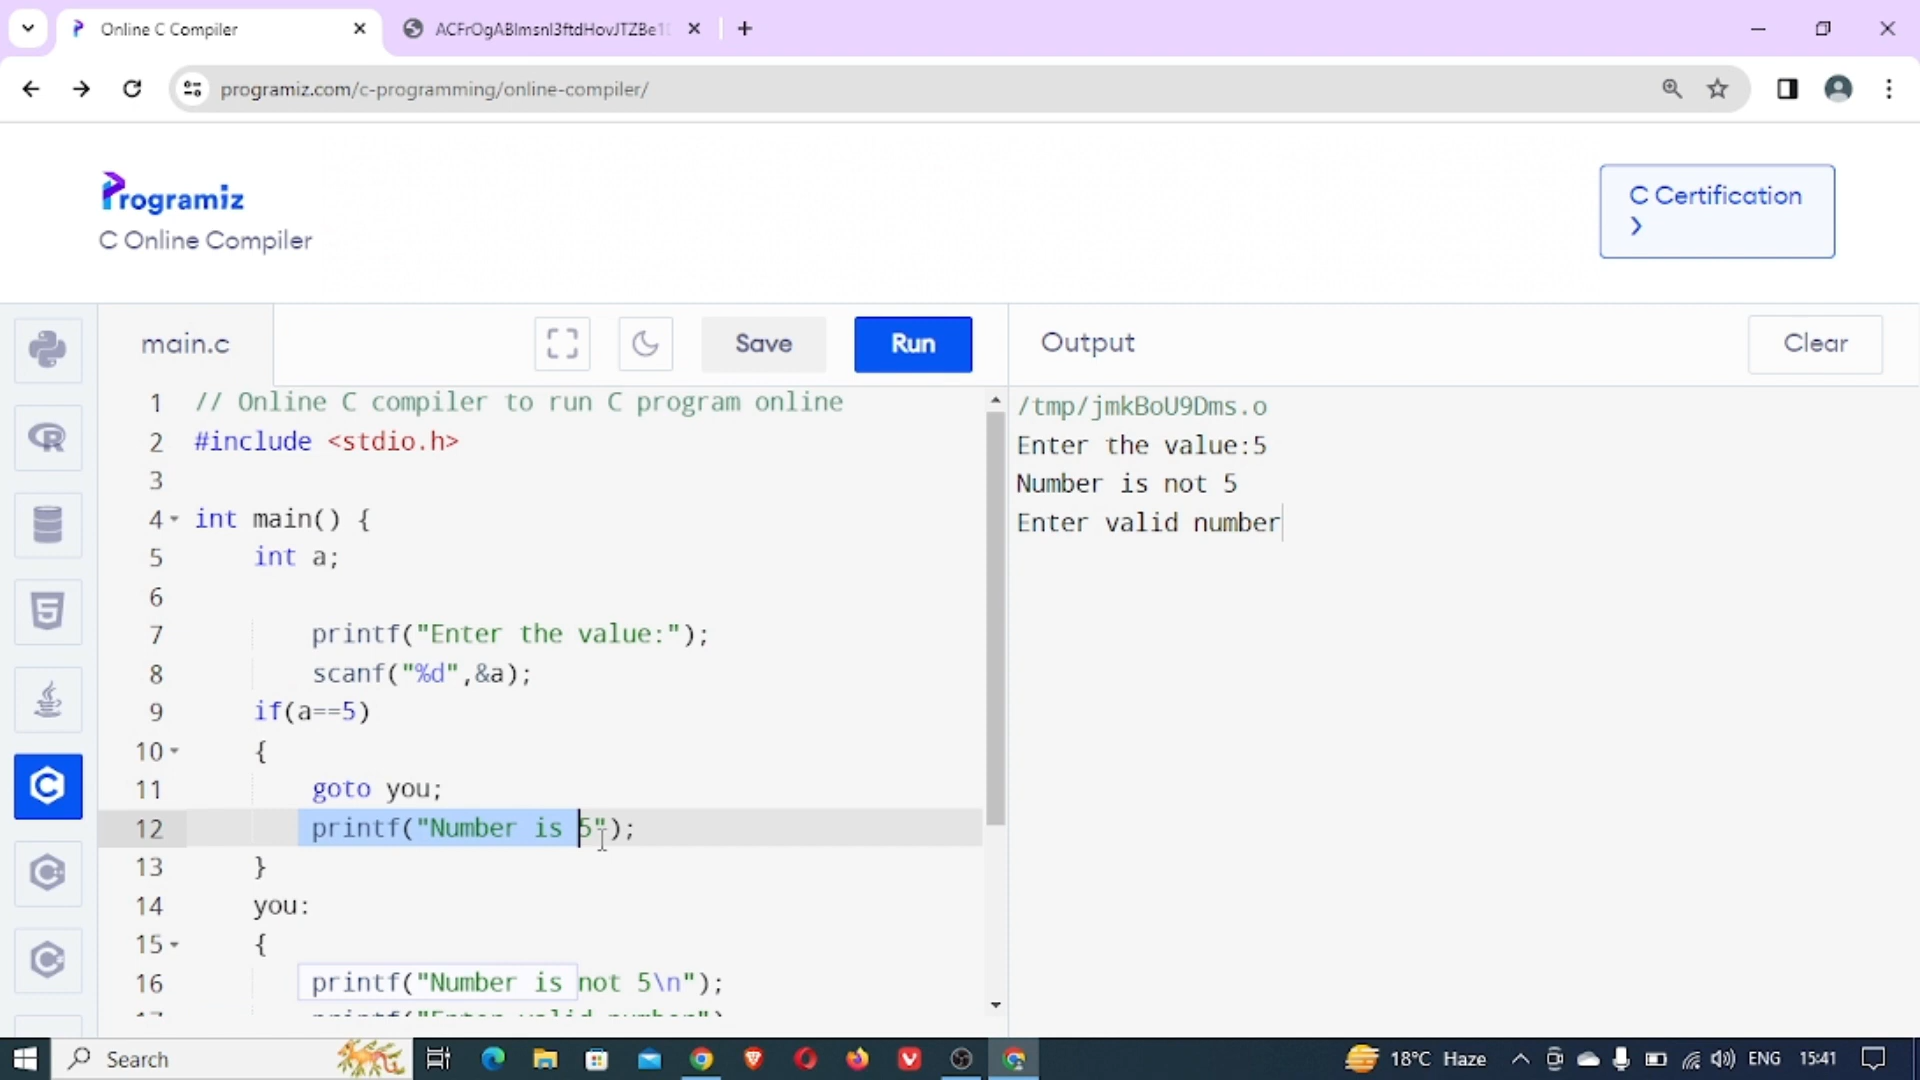 Online C Compiler
ACFrOgABlmsnl3ftdHovJTZBe1
programiz.com/c-programming/online-compiler/
Programiz
C Online Compiler
C Certification
main.c
Save
Run
Output
Clear
1 // Online C compiler to run C program online
2 #include <stdio.h>
3
4 int main() {
5 int a;
6
7 printf("Enter the value:");
8 scanf("%d",&a);
9 if(a==5)
10 {
11 goto you;
12 printf("Number is 5");
13 }
14 you:
15 {
16 printf("Number is not 5\n");
17 printf("Enter valid number")
/tmp/jmkBoU9Dms.o
Enter the value:5
Number is not 5
Enter valid number
Search
18°C Haze
ENG
15:41